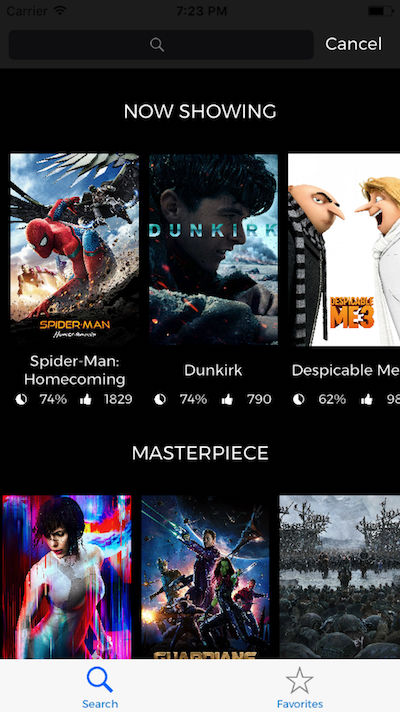 Carrier 7:23 PM
Cancel
NOW SHOWING
DUNKIRK
SPIDER-MAN
HOMECOMING
DESPICABLE
ME3
Spider-Man:
Homecoming
Dunkirk
Despicable Me
74% 1829
74% 790
62% 98
MASTERPIECE
GUARDIANS
Search
Favorites